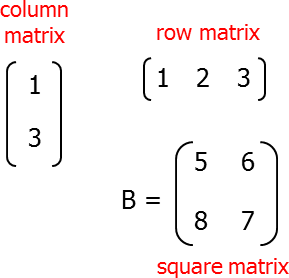 column
matrix
1
3
row matrix
1 2 3
B =
5 6
8 7
square matrix